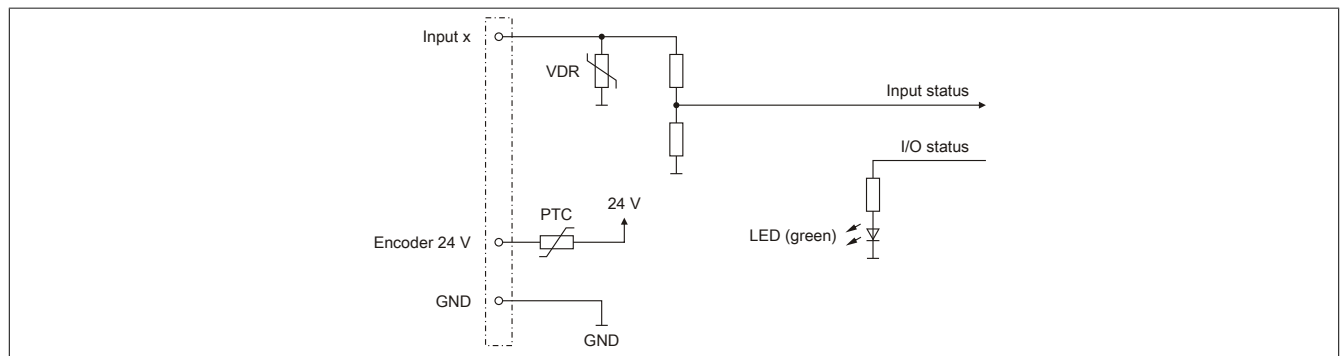 Input x
VDR
Input status
I/O status
24 V
PTC
LED (green)
Encoder 24 V
GND
GND